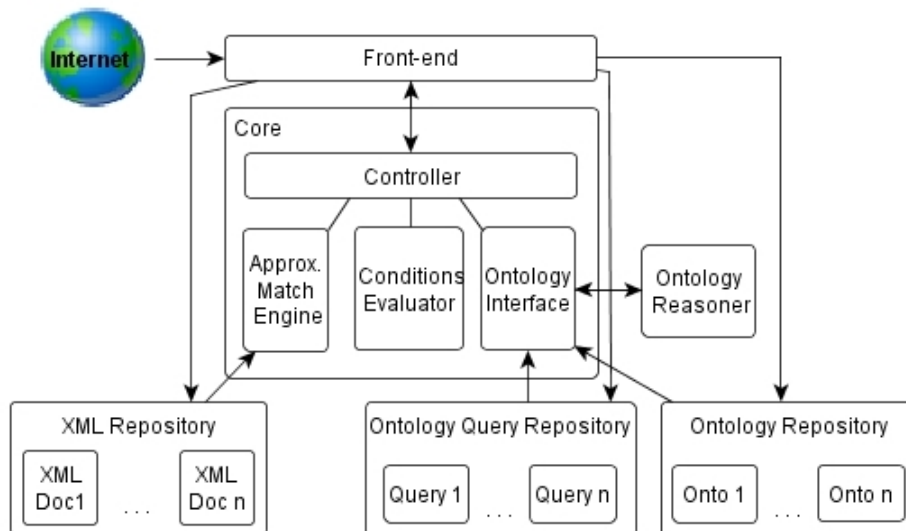 Internet
Front-end
Core
Controller
Approx.
Match
Engine
Conditions
Evaluator
Ontology
Interface
Ontology
Reasoner
XML Repository
XML
Doc1
. . .
XML
Doc n
Ontology Query Repository
Query 1
. . .
Query n
Ontology Repository
Onto 1
. . .
Onto n